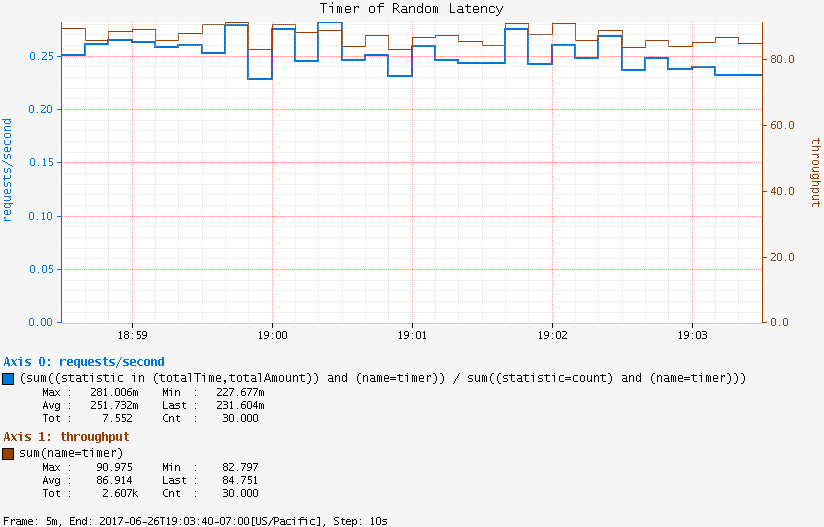 Timer of Random Latency
requests/second
0.25
0.20
0.15
0.10
0.05
0.00
80.0
60.0
40.0
20.0
0.0
throughput
18:59 19:00 19:01 19:02 19:03
Axis 0: requests/second
(sum((statistic in (totalTime,totalAmount)) and (name=timer)) / sum((statistic=count) and (name=timer)))
Max : 281.006m Min : 227.677m
Avg : 251.732m Last : 231.604m
Tot : 7.552 Cnt : 30.000
Axis 1: throughput
sum(name=timer)
Max : 90.975 Min : 82.797
Avg : 86.914 Last : 84.751
Tot : 2.607k Cnt : 30.000
Frame: 5m, End: 2017-06-26T19:03:40-07:00[US/Pacific], Step: 10s